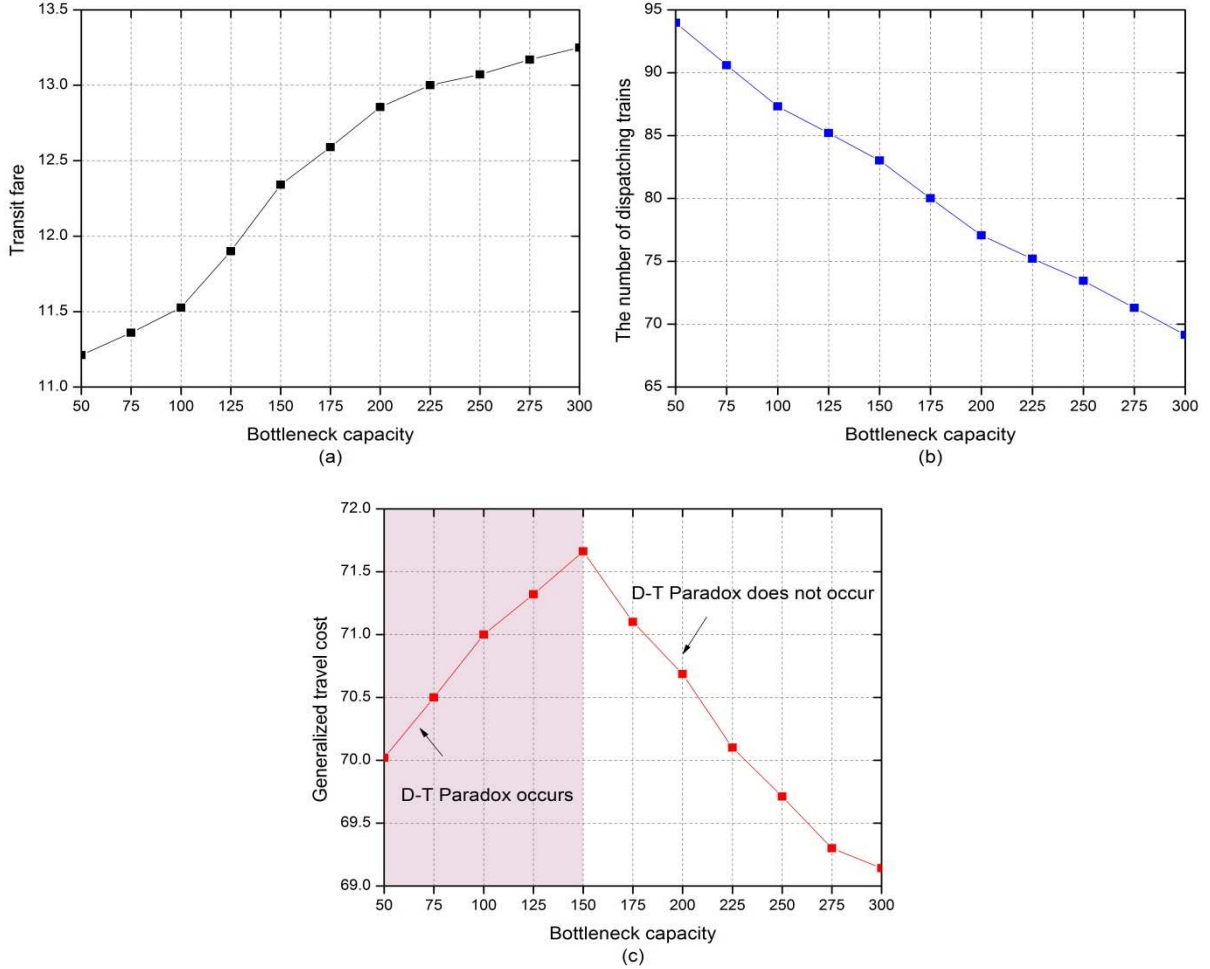 13.5
13.0
12.5
12.0
11.5
11.0
Transit fare
50 75 100 125 150 175 200 225 250 275 300
Bottleneck capacity
(a)
95
90
85
80
75
70
65
The number of dispatching trains
50 75 100 125 150 175 200 225 250 275 300
Bottleneck capacity
(b)
72.0
71.5
71.0
70.5
70.0
69.5
69.0
Generalized travel cost
D-T Paradox does not occur
D-T Paradox occurs
50 75 100 125 150 175 200 225 250 275 300
Bottleneck capacity
(c)